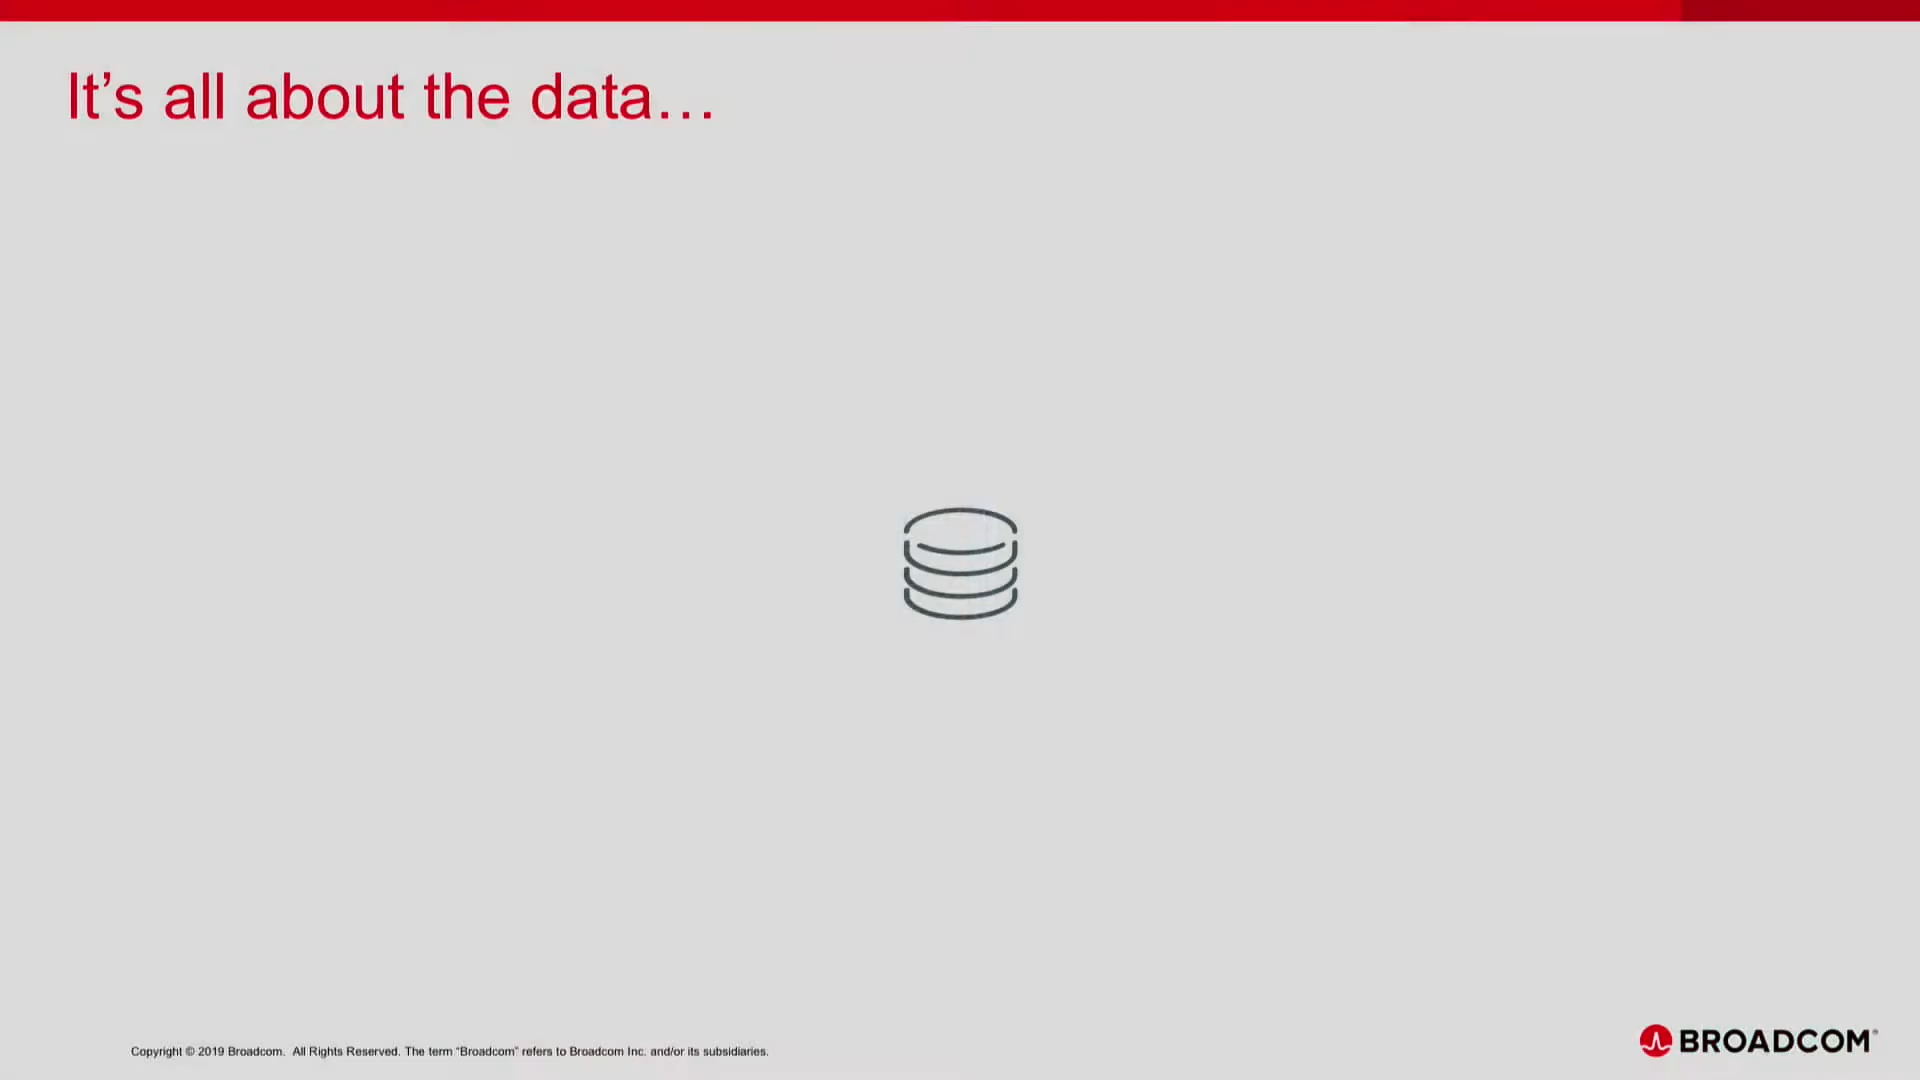 It’s all about the data…
Copyright © 2019 Broadcom. All Rights Reserved. The term “Broadcom” refers to Broadcom Inc. and/or its subsidiaries.
BROADCOM®